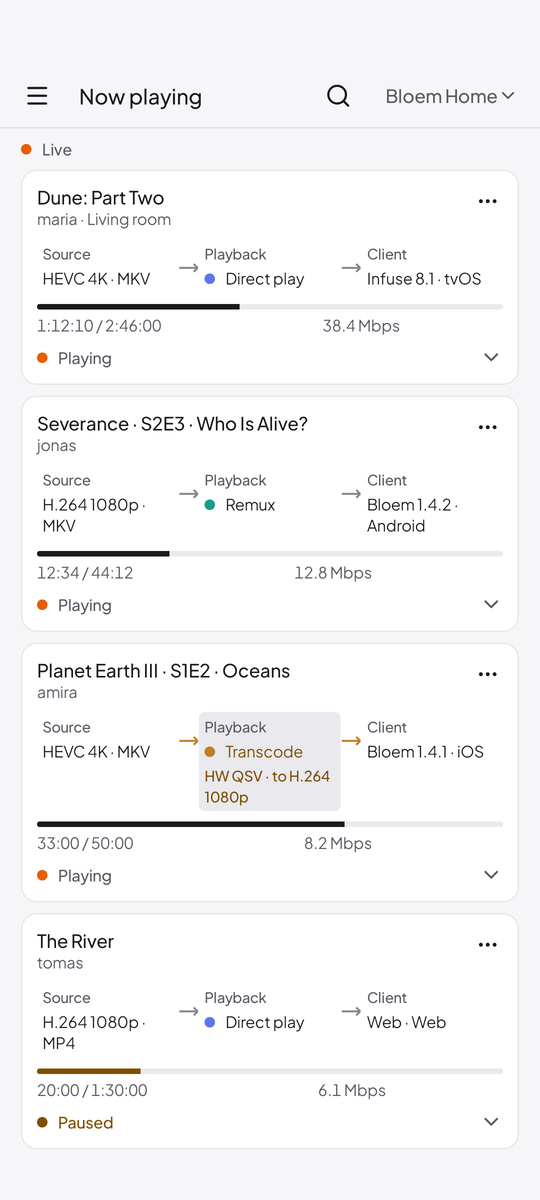 Now playing
Bloem Home
Live
Dune: Part Two
maria · Living room
Source
Playback
Client
HEVC 4K · MKV
Direct play
Infuse 8.1 · tvOS
1:12:10 / 2:46:00
38.4 Mbps
Playing
Severance · S2E3 · Who Is Alive?
jonas
Source
Playback
Client
H.264 1080p ·
MKV
Remux
Bloem 1.4.2 ·
Android
12:34 / 44:12
12.8 Mbps
Playing
Planet Earth III · S1E2 · Oceans
amira
Source
Playback
Client
HEVC 4K · MKV
Transcode
HW QSV · to H.264
1080p
Bloem 1.4.1 · iOS
33:00 / 50:00
8.2 Mbps
Playing
The River
tomas
Source
Playback
Client
H.264 1080p ·
MP4
Direct play
Web · Web
20:00 / 1:30:00
6.1 Mbps
Paused